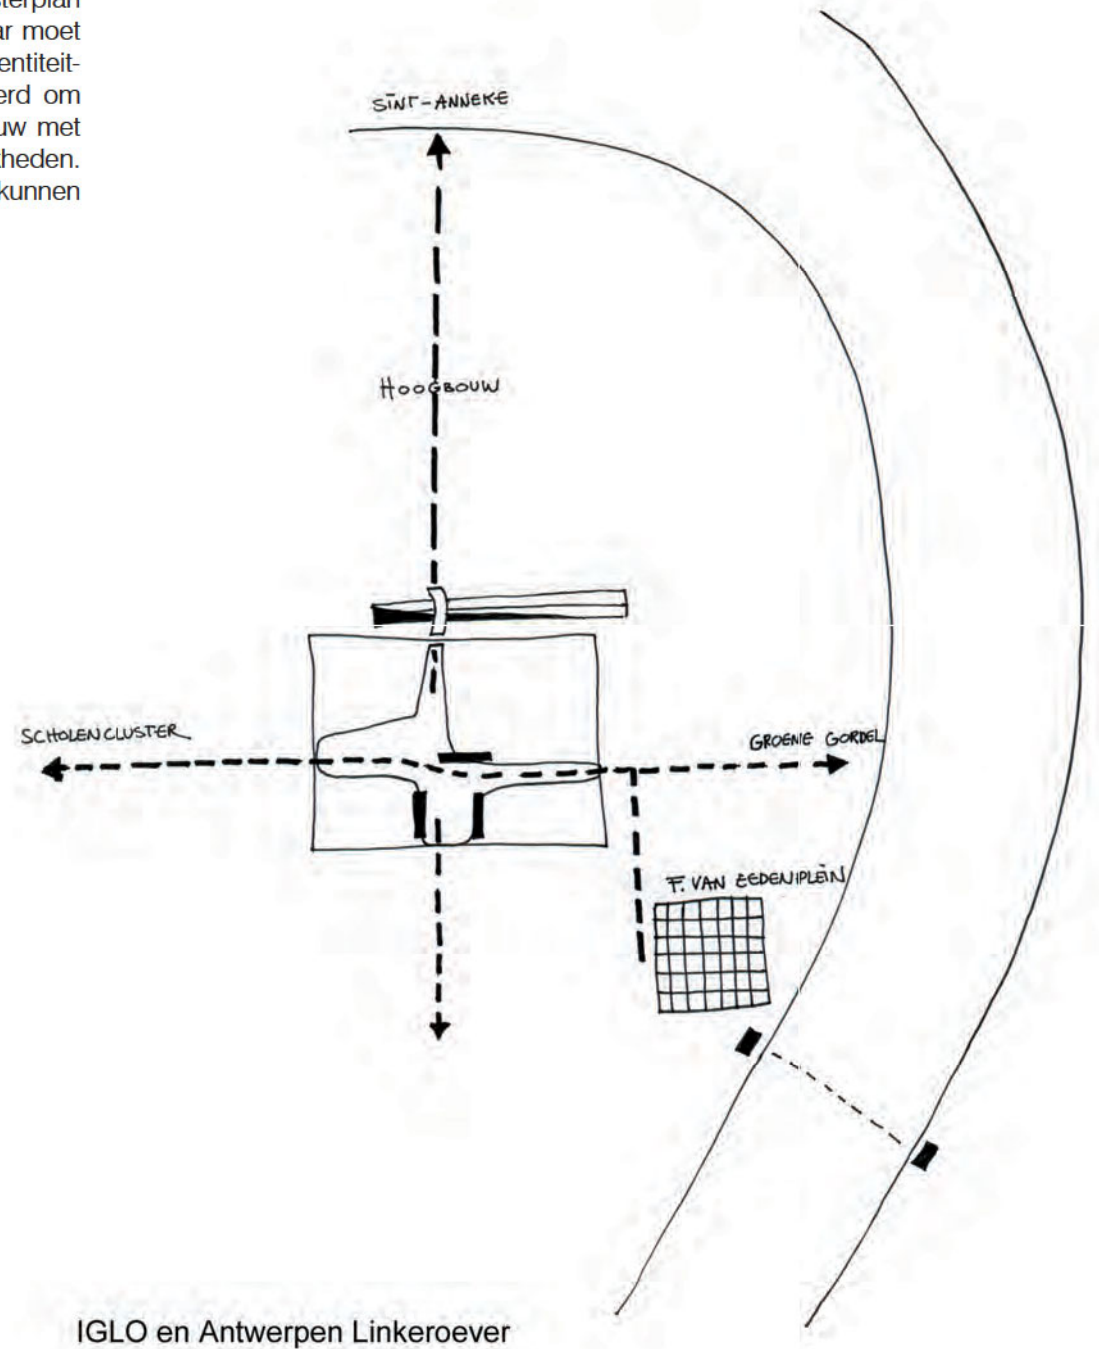 sterplan
ar moet
entiteit-
erd om
uw met
heden.
kunnen
SINT-ANNEKE
HOOGBOUW
SCHOLENCLUSTER
GROENE GORDEL
F. VAN EEDENPLEIN
IGLO en Antwerpen Linkeroever